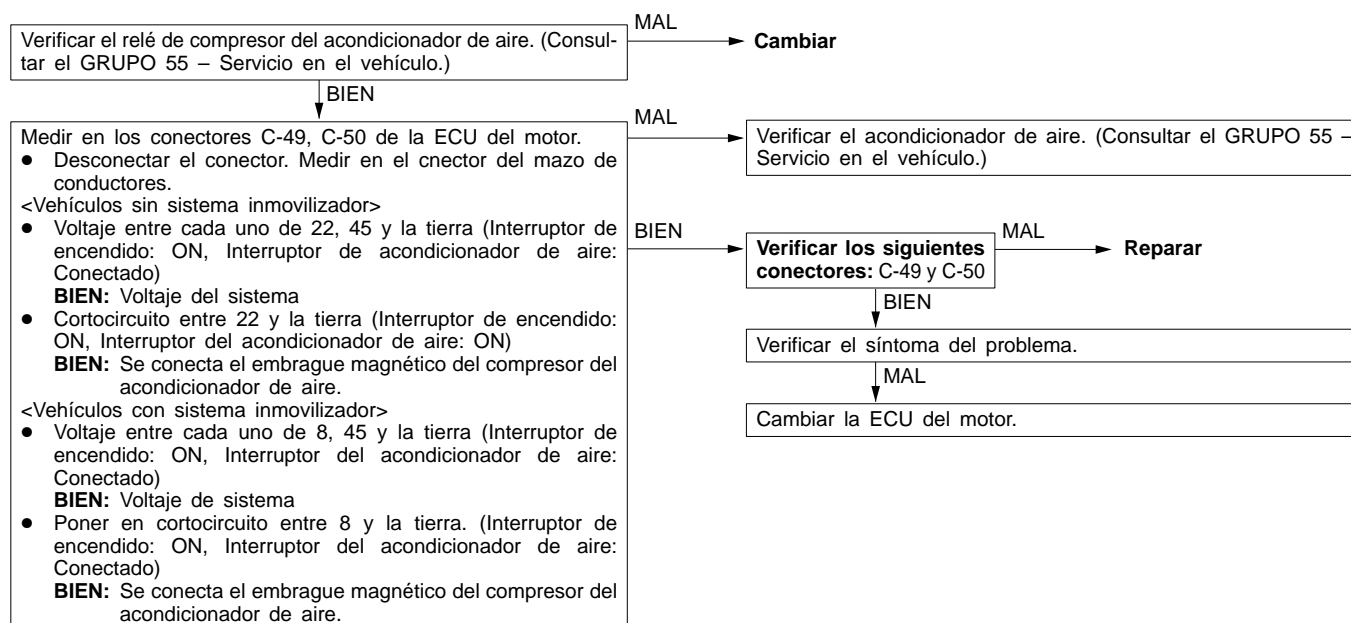 Verificar el relé de compresor del acondicionador de aire. (Consul-
tar el GRUPO 55 – Servicio en el vehículo.)
MAL
Cambiar
BIEN
Medir en los conectores C-49, C-50 de la ECU del motor.
● Desconectar el conector. Medir en el cnector del mazo de
conductores.
<Vehículos sin sistema inmovilizador>
● Voltaje entre cada uno de 22, 45 y la tierra (Interruptor de
encendido: ON, Interruptor de acondicionador de aire:
Conectado)
BIEN: Voltaje del sistema
● Cortocircuito entre 22 y la tierra (Interruptor de encendido:
ON, Interruptor del acondicionador de aire: ON)
BIEN: Se conecta el embrague magnético del compresor del
acondicionador de aire.
<Vehículos con sistema inmovilizador>
● Voltaje entre cada uno de 8, 45 y la tierra (Interruptor de
encendido: ON, Interruptor del acondicionador de aire:
Conectado)
BIEN: Voltaje de sistema
● Poner en cortocircuito entre 8 y la tierra. (Interruptor de
encendido: ON, Interruptor del acondicionador de aire:
Conectado)
BIEN: Se conecta el embrague magnético del compresor del
acondicionador de aire.
MAL
Verificar el acondicionador de aire. (Consultar el GRUPO 55 –
Servicio en el vehículo.)
BIEN
Verificar los siguientes
conectores: C-49 y C-50
MAL
Reparar
BIEN
Verificar el síntoma del problema.
MAL
Cambiar la ECU del motor.